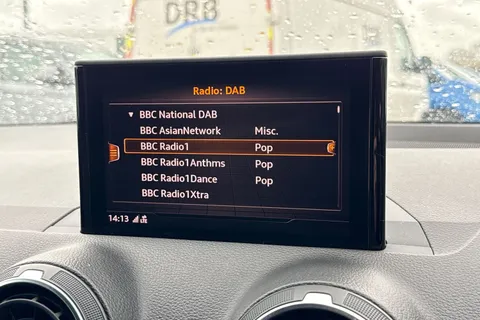 DRB
Radio: DAB
▼ BBC National DAB
BBC AsianNetwork Misc.
BBC Radio1 Pop
BBC Radio1Anthms Pop
BBC Radio1Dance Pop
BBC Radio1Xtra
14:13